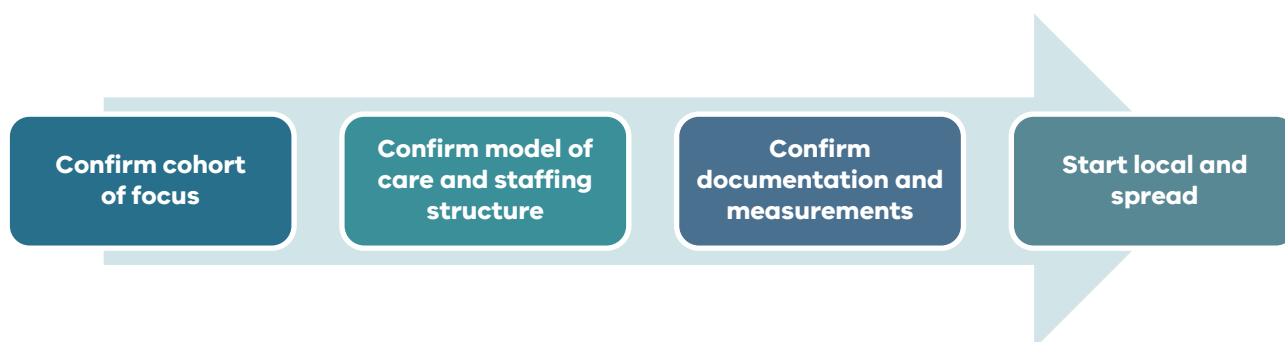 Confirm cohort
of focus
Confirm model of
care and staffing
structure
Confirm
documentation and
measurements
Start local and
spread